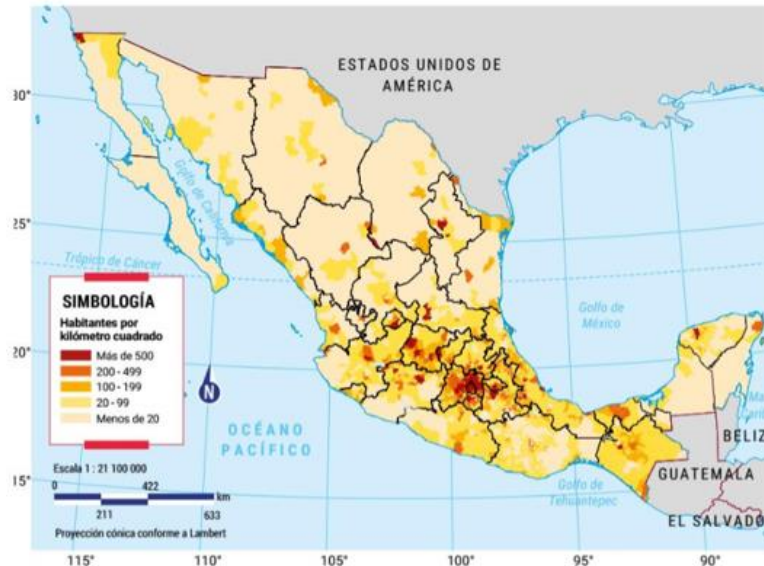 ESTADOS UNIDOS DE
AMÉRICA
30°
25°
20°
15°
Golfo de California
Trópico de Cáncer
Golfo de
México
95°
90°
SIMBOLOGÍA
Habitantes por
kilómetro cuadrado
Más de 500
200 - 499
100 - 199
20 - 99
Menos de 20
N
OCÉANO
PACÍFICO
Escala 1 : 21 100 000
0
422
km
211
633
Proyección cónica conforme a Lambert
Golfo de
Tehuantepec
BELIZ
GUATEMALA
EL SALVADO
115°
110°
105°
100°
95°
90°